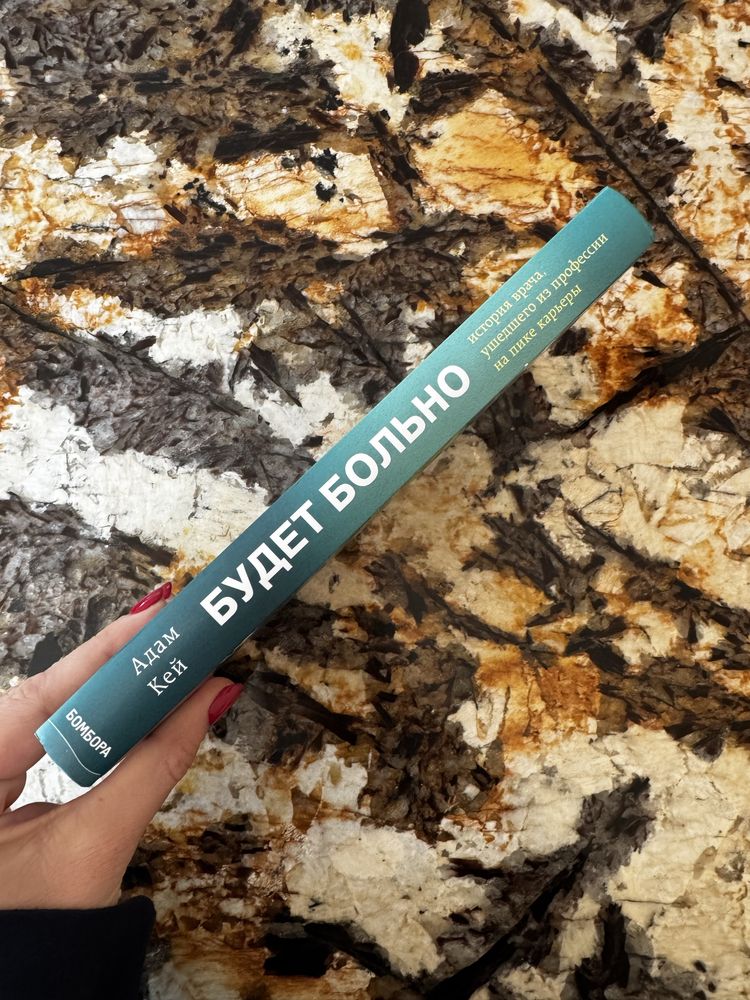 БОМБОРА
Адам
Кей
БУДЕТ БОЛЬНО
история врача,
ушедшего из профессии
на пике карьеры